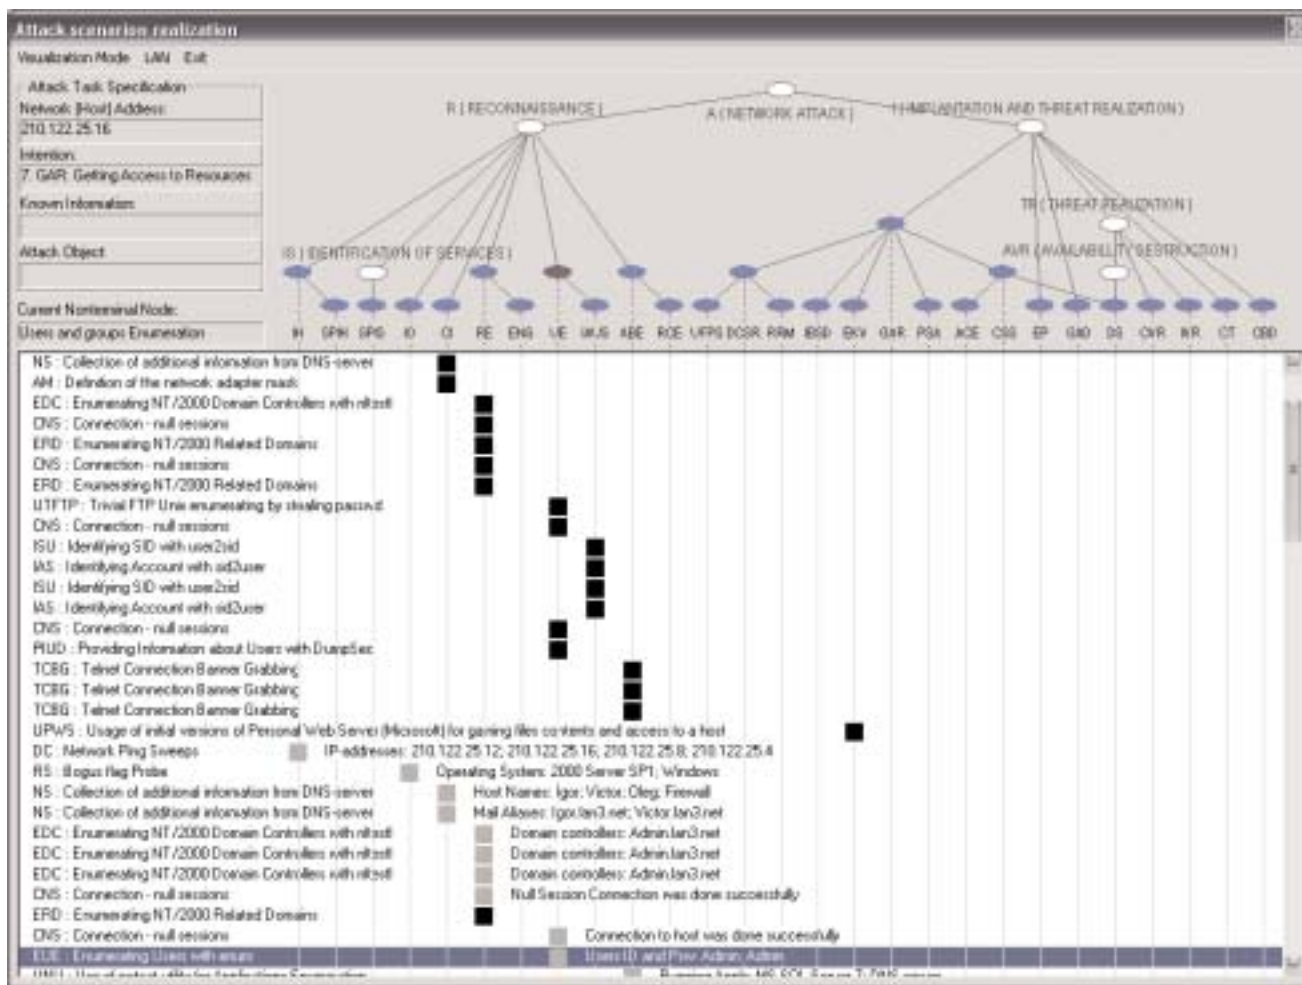 Attack scenarion realization
Visualization Mode LAN Exit
Attack Task Specification
Network (Host) Address:
210.122.25.16
Intention:
7. GAR: Getting Access to Resources
Known Information:
Attack Object:
Current Nonterminal Node:
Users and groups Enumeration
A ( NETWORK ATTACK )
R ( RECONNAISSANCE )
I ( IMPLANTATION AND THREAT REALIZATION )
TR ( THREAT REALIZATION )
IS ( IDENTIFICATION OF SERVICES )
AVR ( AVAILABILITY DESTRUCTION )
IH SPIH SPIS IO CI RE ENS UE ABE RCE UFPS DCSR RRM IBSD EKV GAR PSA ACE CSS EP GAD DS CVR IVR CT CBD
NS : Collection of additional information from DNS-server
AM : Definition of the network adapter mask
EDC : Enumerating NT/2000 Domain Controllers with nltest
CNS : Connection - null sessions
ERD : Enumerating NT/2000 Related Domains
CNS : Connection - null sessions
ERD : Enumerating NT/2000 Related Domains
UTFTP : Trivial FTP Unix enumerating by stealing passwd
CNS : Connection - null sessions
ISU : Identifying SID with user2sid
IAS : Identifying Account with sid2user
ISU : Identifying SID with user2sid
IAS : Identifying Account with sid2user
CNS : Connection - null sessions
PIUD : Providing Information about Users with DumpSec
TCBG : Telnet Connection Banner Grabbing
TCBG : Telnet Connection Banner Grabbing
TCBG : Telnet Connection Banner Grabbing
UPWS : Usage of initial versions of Personal Web Server (Microsoft) for gaining files contents and access to a host
DC : Network Ping Sweeps IP-addresses: 210.122.25.12; 210.122.25.16; 210.122.25.8; 210.122.25.4
RS : Bogus flag Probe Operating System: 2000 Server SP1; Windows
NS : Collection of additional information from DNS-server Host Names: Igor; Victor; Oleg; Firewall
NS : Collection of additional information from DNS-server Mail Aliases: Igor.lan3.net; Victor.lan3.net
EDC : Enumerating NT/2000 Domain Controllers with nltest Domain controllers: Admin.lan3.net
EDC : Enumerating NT/2000 Domain Controllers with nltest Domain controllers: Admin.lan3.net
EDC : Enumerating NT/2000 Domain Controllers with nltest Domain controllers: Admin.lan3.net
CNS : Connection - null sessions Null Session Connection was done successfully
ERD : Enumerating NT/2000 Related Domains
CNS : Connection - null sessions Connection to host was done successfully
EUE : Enumerating Users with enum Users ID and Psw: Admin; Admin